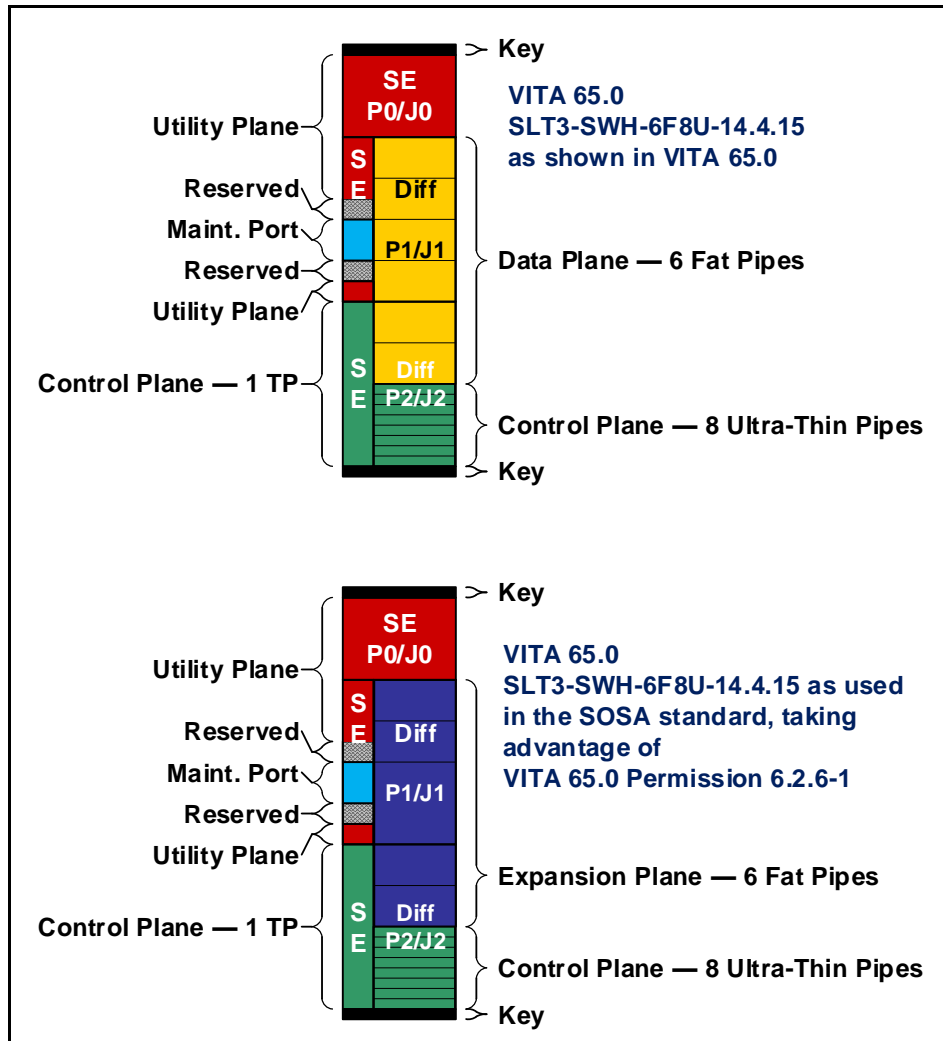 Key
SE
P0/J0
VITA 65.0
SLT3-SWH-6F8U-14.4.15
as shown in VITA 65.0
Utility Plane
S
E
Diff
Reserved
Maint. Port
P1/J1
Data Plane — 6 Fat Pipes
Reserved
Utility Plane
Control Plane — 1 TP
S
E
Diff
P2/J2
Control Plane — 8 Ultra-Thin Pipes
Key
Key
SE
P0/J0
VITA 65.0
SLT3-SWH-6F8U-14.4.15 as used
in the SOSA standard, taking
advantage of
VITA 65.0 Permission 6.2.6-1
Utility Plane
S
E
Diff
Reserved
Maint. Port
P1/J1
Reserved
Utility Plane
Expansion Plane — 6 Fat Pipes
Control Plane — 1 TP
S
E
Diff
P2/J2
Control Plane — 8 Ultra-Thin Pipes
Key